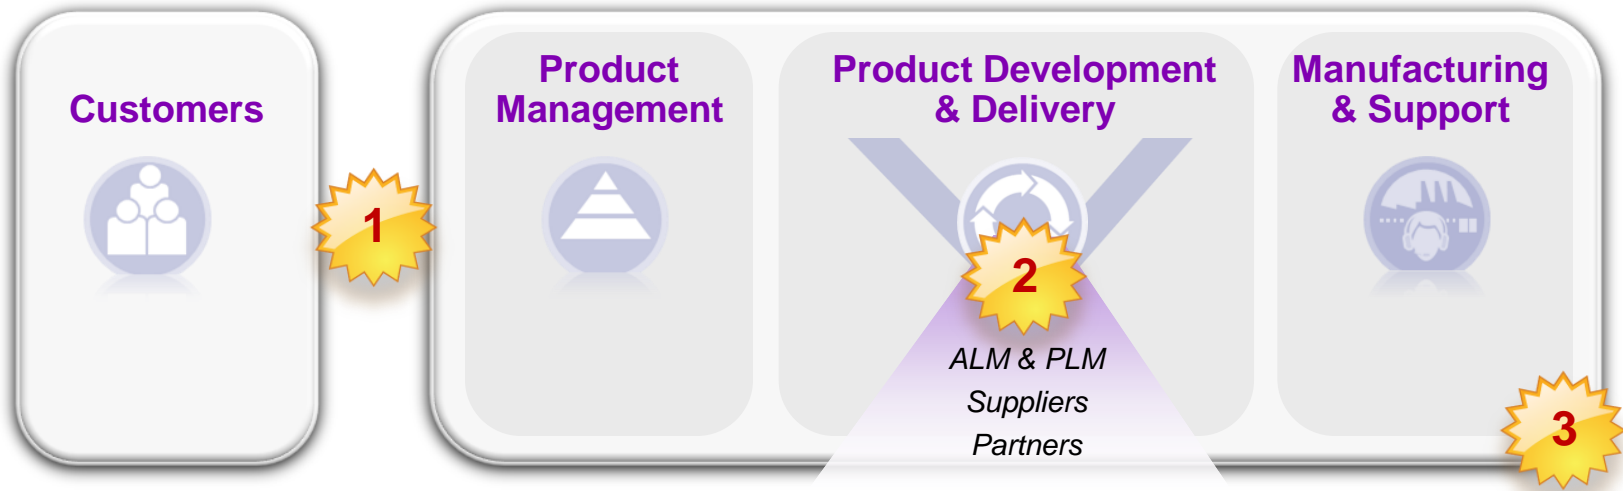 Customers
1
Product
Management
Product Development
& Delivery
2
ALM & PLM
Suppliers
Partners
Manufacturing
& Support
3